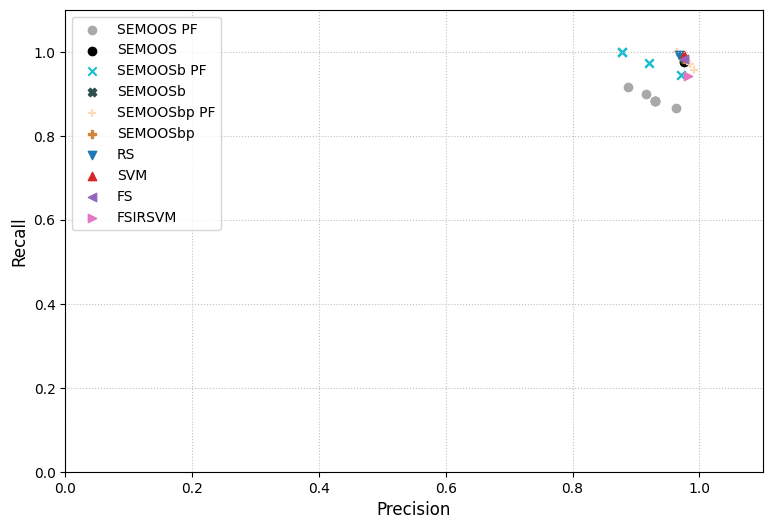 SEMOOS PF
SEMOOS
SEMOOSb PF
SEMOOSb
SEMOOSbp PF
SEMOOSbp
RS
SVM
FS
FSIRSVM
1.0
0.8
0.6
0.4
0.2
0.0
Recall
0.0 0.2 0.4 0.6 0.8 1.0
Precision